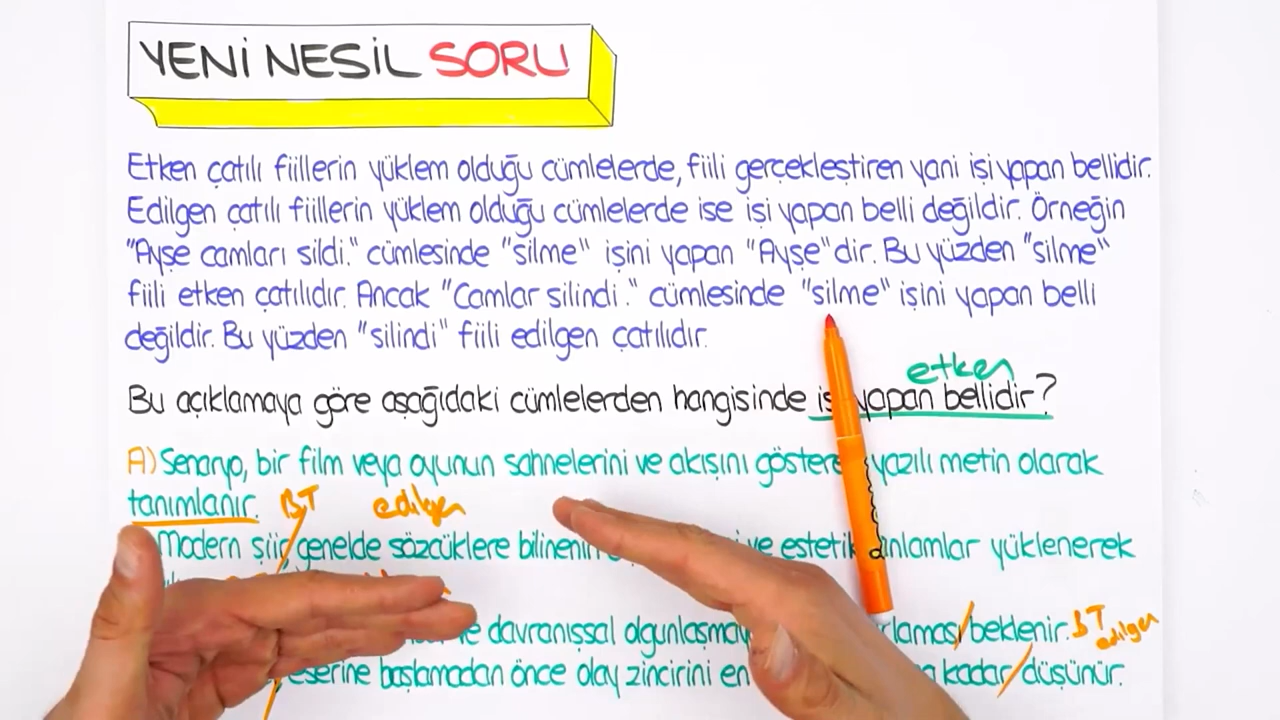 YENİ NESİL SORU
Etken çatılı fiillerin yüklem olduğu cümlelerde, fiili gerçekleştiren yani işi yapan bellidir.
Edilgen çatılı fiillerin yüklem olduğu cümlelerde ise işi yapan belli değildir. Örneğin
"Ayşe camları sildi." cümlesinde "silme" işini yapan "Ayşe"dir. Bu yüzden "silme"
fiili etken çatılıdır. Ancak "Camlar silindi." cümlesinde "silme" işini yapan belli
değildir. Bu yüzden "silindi" fiili edilgen çatılıdır.
etken
Bu açıklamaya göre aşağıdaki cümlelerden hangisinde yapan bellidir?
A) Senaryo, bir film veya oyunun sahnelerini ve akışını yazılı metin olarak
tanımlanır. BT edilgen
Modern şiir, genelde sözcüklere ve estetik anlamlar yüklenerek
davranışsal beklenir. BT edilgen
eserine başlamadan önce olay zincirini en kadar düşünür.